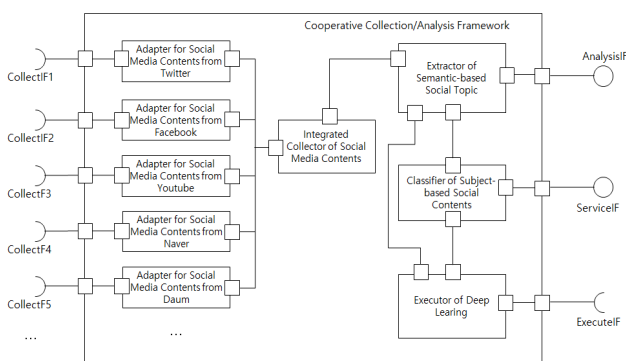 Cooperative Collection/Analysis Framework
CollectIF1
Adapter for Social
Media Contents from
Twitter
CollectIF2
Adapter for Social
Media Contents from
Facebook
CollectF3
Adapter for Social
Media Contents from
Youtube
CollectF4
Adapter for Social
Media Contents from
Naver
CollectF5
Adapter for Social
Media Contents from
Daum
...
...
Integrated
Collector of Social
Media Contents
Extractor of
Semantic-based
Social Topic
AnalysisIF
Classifier of Subject-
based Social
Contents
ServiceIF
Executor of Deep
Learing
ExecuteIF